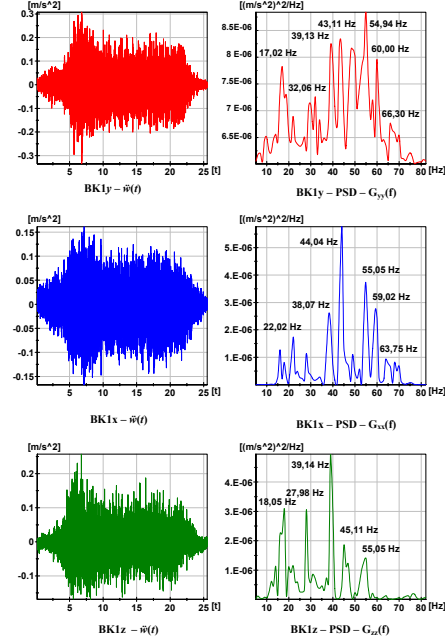 [m/s^2]
0.3
0.2
0.1
0
-0.1
-0.2
0.3
5
10
15
20
25
[t]
BK1y – ẅ(t)
[(m/s^2)^2/Hz]
8.5E-06
8.E-06
7.5E-06
7.E-06
6.5E-06
17,02 Hz
32,06 Hz
39,13 Hz
43,11 Hz
54,94 Hz
60,00 Hz
66,30 Hz
10
20
30
40
50
60
70
80
[Hz]
BK1y – PSD – Gyy(f)
[m/s^2]
0.15
0.1
0.05
0
-0.05
-0.1
-0.15
5
10
15
20
25
[t]
BK1x – ẅ(t)
[(m/s^2)^2/Hz]
5.E-06
4.E-06
3.E-06
2.E-06
1.E-06
22,02 Hz
38,07 Hz
44,04 Hz
55,05 Hz
59,02 Hz
63,75 Hz
10
20
30
40
50
60
70
80
[Hz]
BK1x – PSD – Gxx(f)
[m/s^2]
0.2
0.1
0
-0.1
5
10
15
20
25
[t]
BK1z – ẅ(t)
[(m/s^2)^2/Hz]
4.E-06
3.E-06
2.E-06
1.E-06
18,05 Hz
27,98 Hz
39,14 Hz
45,11 Hz
55,05 Hz
10
20
30
40
50
60
70
80
[Hz]
BK1z – PSD – Gzz(f)